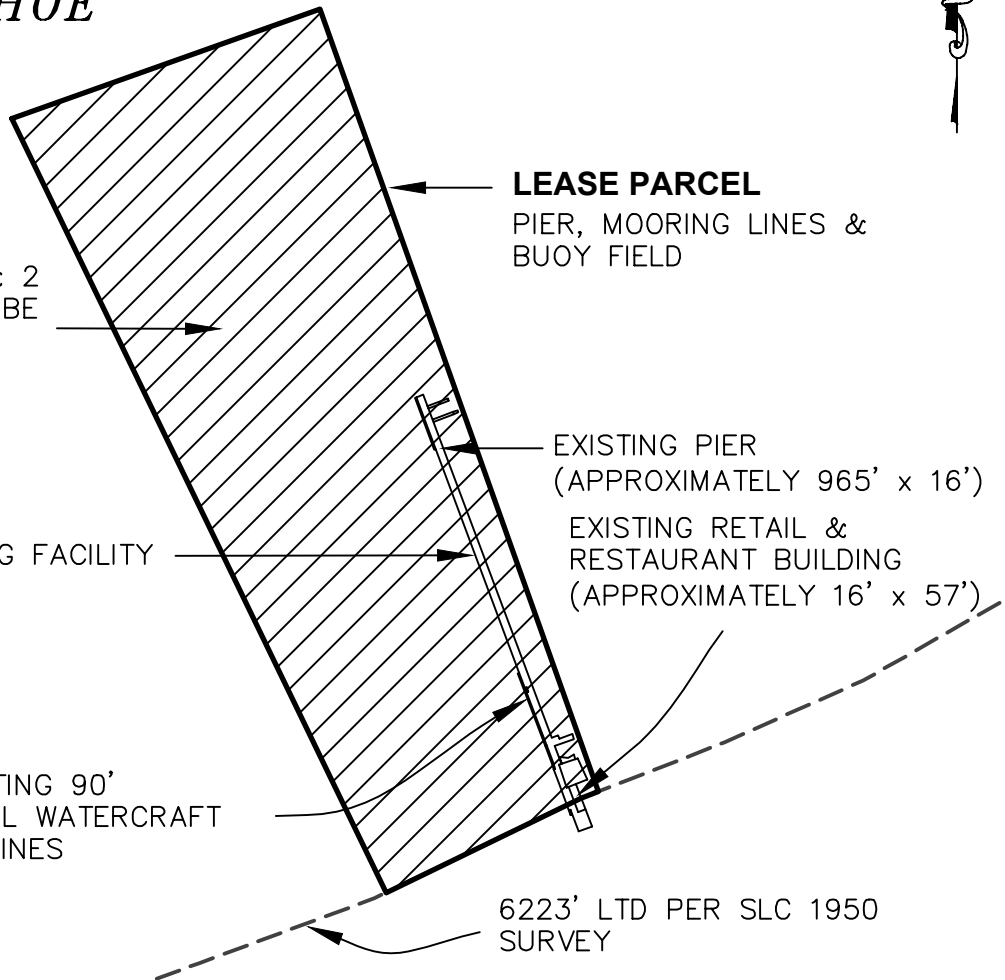 HOE
LEASE PARCEL
PIER, MOORING LINES &
BUOY FIELD
2
BE
EXISTING PIER
(APPROXIMATELY 965' x 16')
EXISTING RETAIL &
RESTAURANT BUILDING
(APPROXIMATELY 16' x 57')
G FACILITY
TING 90'
L WATERCRAFT
INES
6223' LTD PER SLC 1950
SURVEY